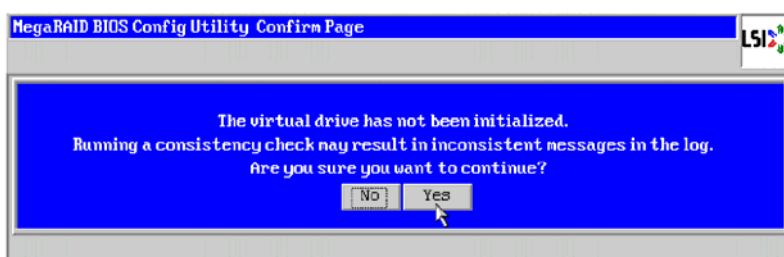 MegaRAID BIOS Config Utility Confirm Page
LSI
The virtual drive has not been initialized.
Running a consistency check may result in inconsistent messages in the log.
Are you sure you want to continue?
No Yes